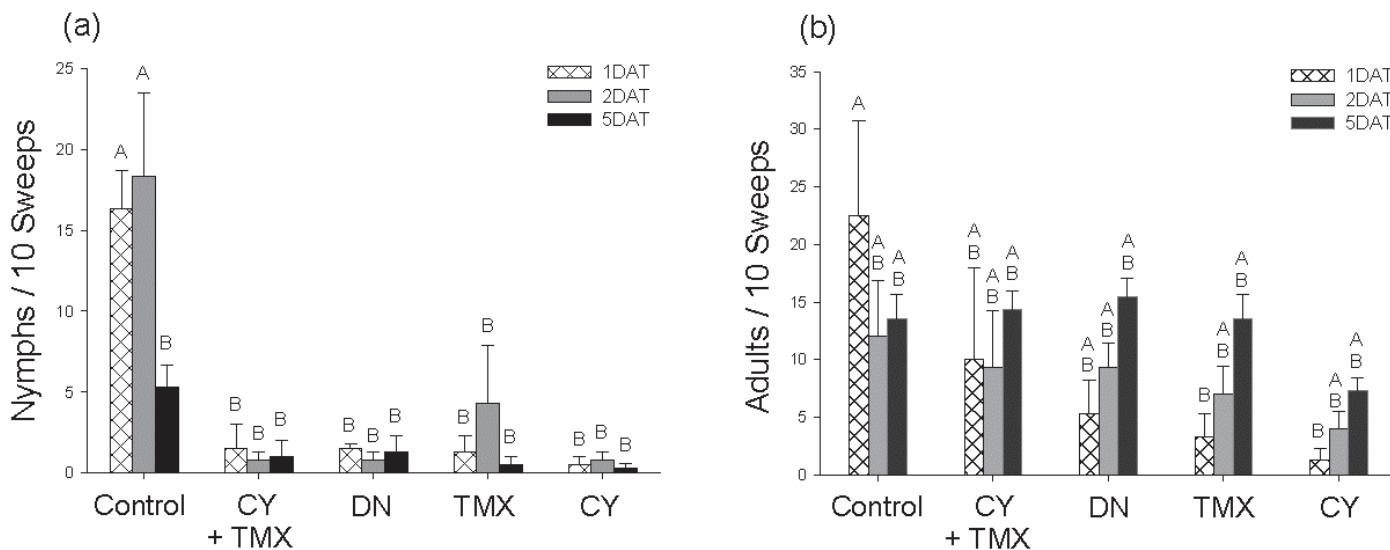 (a)
Nymphs / 10 Sweeps
25
20
15
10
5
0
1DAT
2DAT
5DAT
A
A
B
B
B
B
B
B
B
B
B
B
B
B
B
Control
CY
+ TMX
DN
TMX
CY
(b)
Adults / 10 Sweeps
35
30
25
20
15
10
5
0
1DAT
2DAT
5DAT
A
A
B
A
B
A
B
A
B
A
B
A
B
A
B
A
B
B
A
B
A
B
B
A
B
A
B
Control
CY
+ TMX
DN
TMX
CY